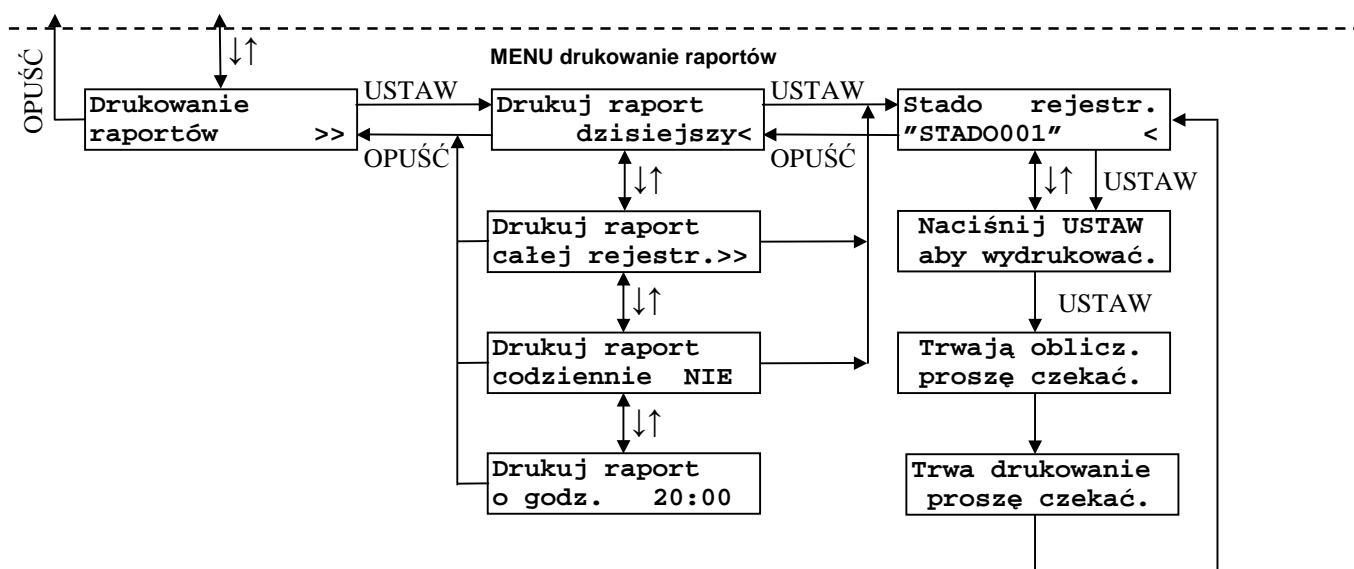 ↓↑
MENU drukowanie raportów
OPUŚĆ
Drukowanie
raportów >>
USTAW
OPUŚĆ
Drukuj raport
dzisiejszy<
USTAW
OPUŚĆ
Stado rejestr.
”STADO001” <
↓↑
↓↑
USTAW
Drukuj raport
całej rejestr.>>
Naciśnij USTAW
aby wydrukować.
↓↑
USTAW
Drukuj raport
codziennie NIE
Trwają oblicz.
proszę czekać.
↓↑
Drukuj raport
o godz. 20:00
Trwa drukowanie
proszę czekać.